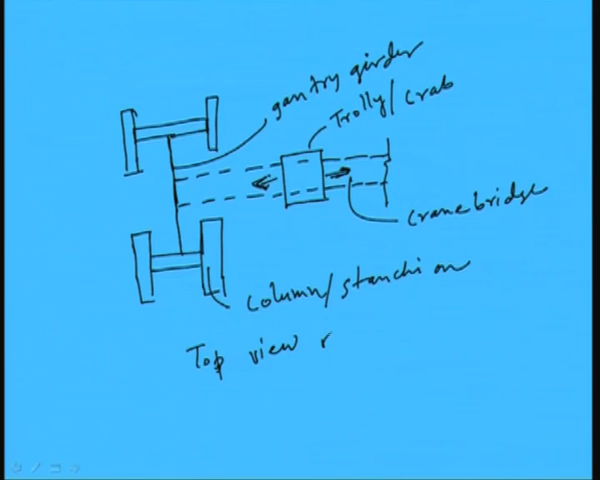 gantry girder
Trolly/crab
crane bridge
column/stanchion
Top view